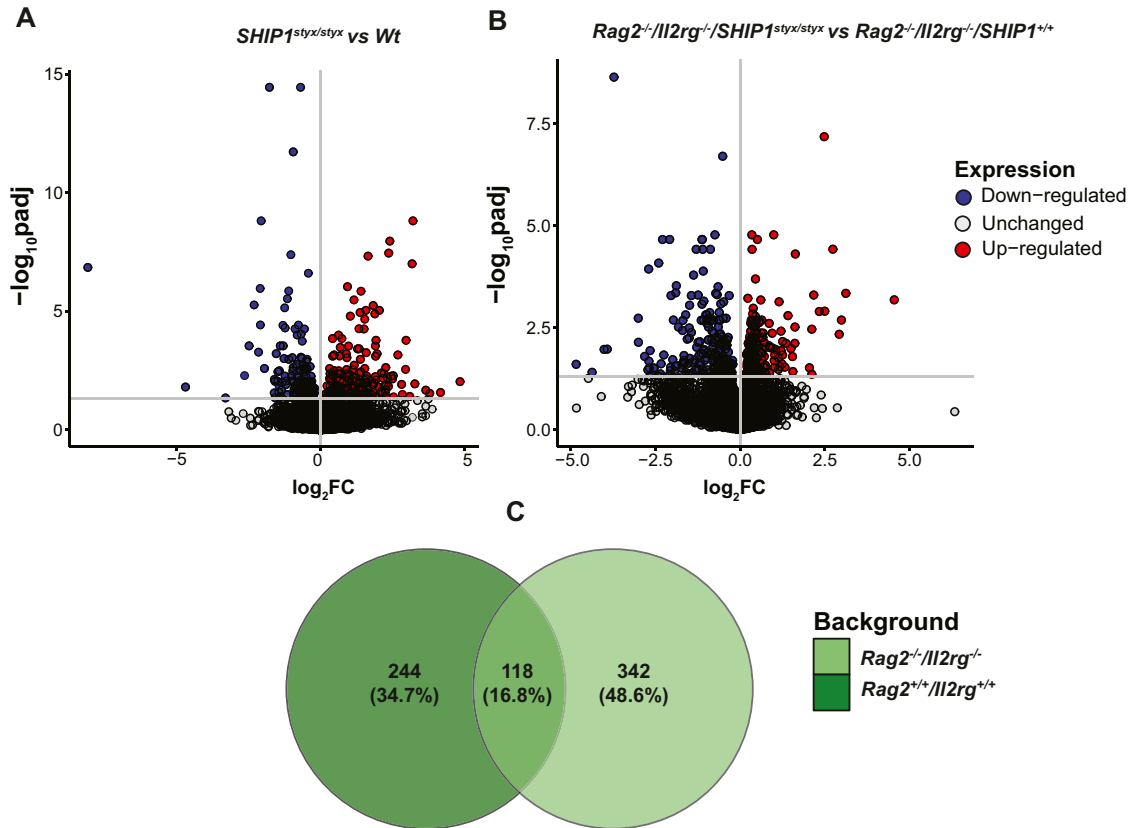 A
SHIP1styx/styx vs Wt
15
10
5
0
−log10padj
−5
0
5
log2FC
B
Rag2-/-/Il2rg-/-/SHIP1styx/styx vs Rag2-/-/Il2rg-/-/SHIP1+/+
7.5
5.0
2.5
0.0
−log10padj
−5.0
−2.5
0.0
2.5
5.0
log2FC
Expression
Down−regulated
Unchanged
Up−regulated
C
244
(34.7%)
118
(16.8%)
342
(48.6%)
Background
Rag2-/-/Il2rg-/-
Rag2+/+/Il2rg+/+